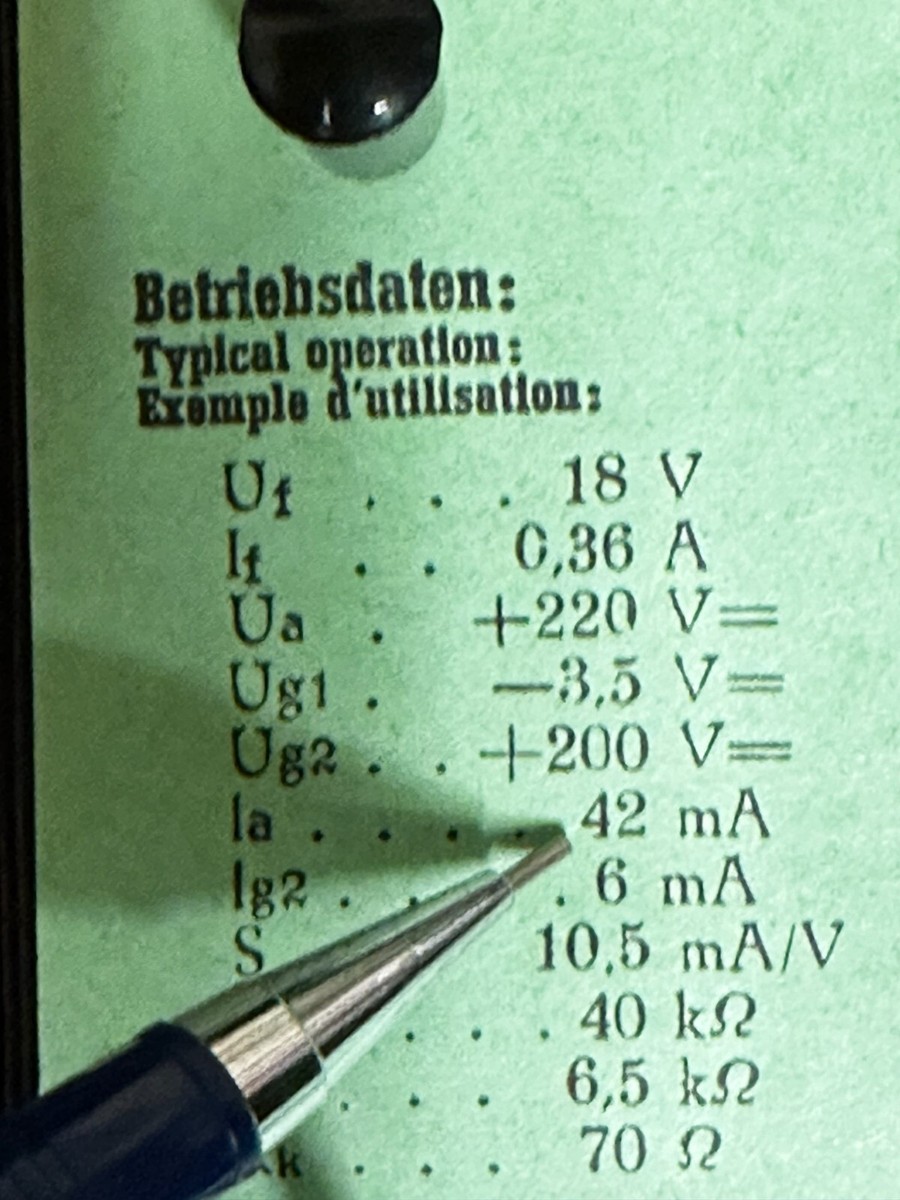 Betriebsdaten:
Typical operation:
Exemple d'utilisation:
Uf . . . 18 V
If . . 0,36 A
Ua . +220 V=
Ug1 . —3,5 V=
Ug2 . . +200 V=
Ia . . . . 42 mA
Ig2 . . . 6 mA
S 10,5 mA/V
. . . 40 kΩ
. . . 6,5 kΩ
k . . . 70 Ω